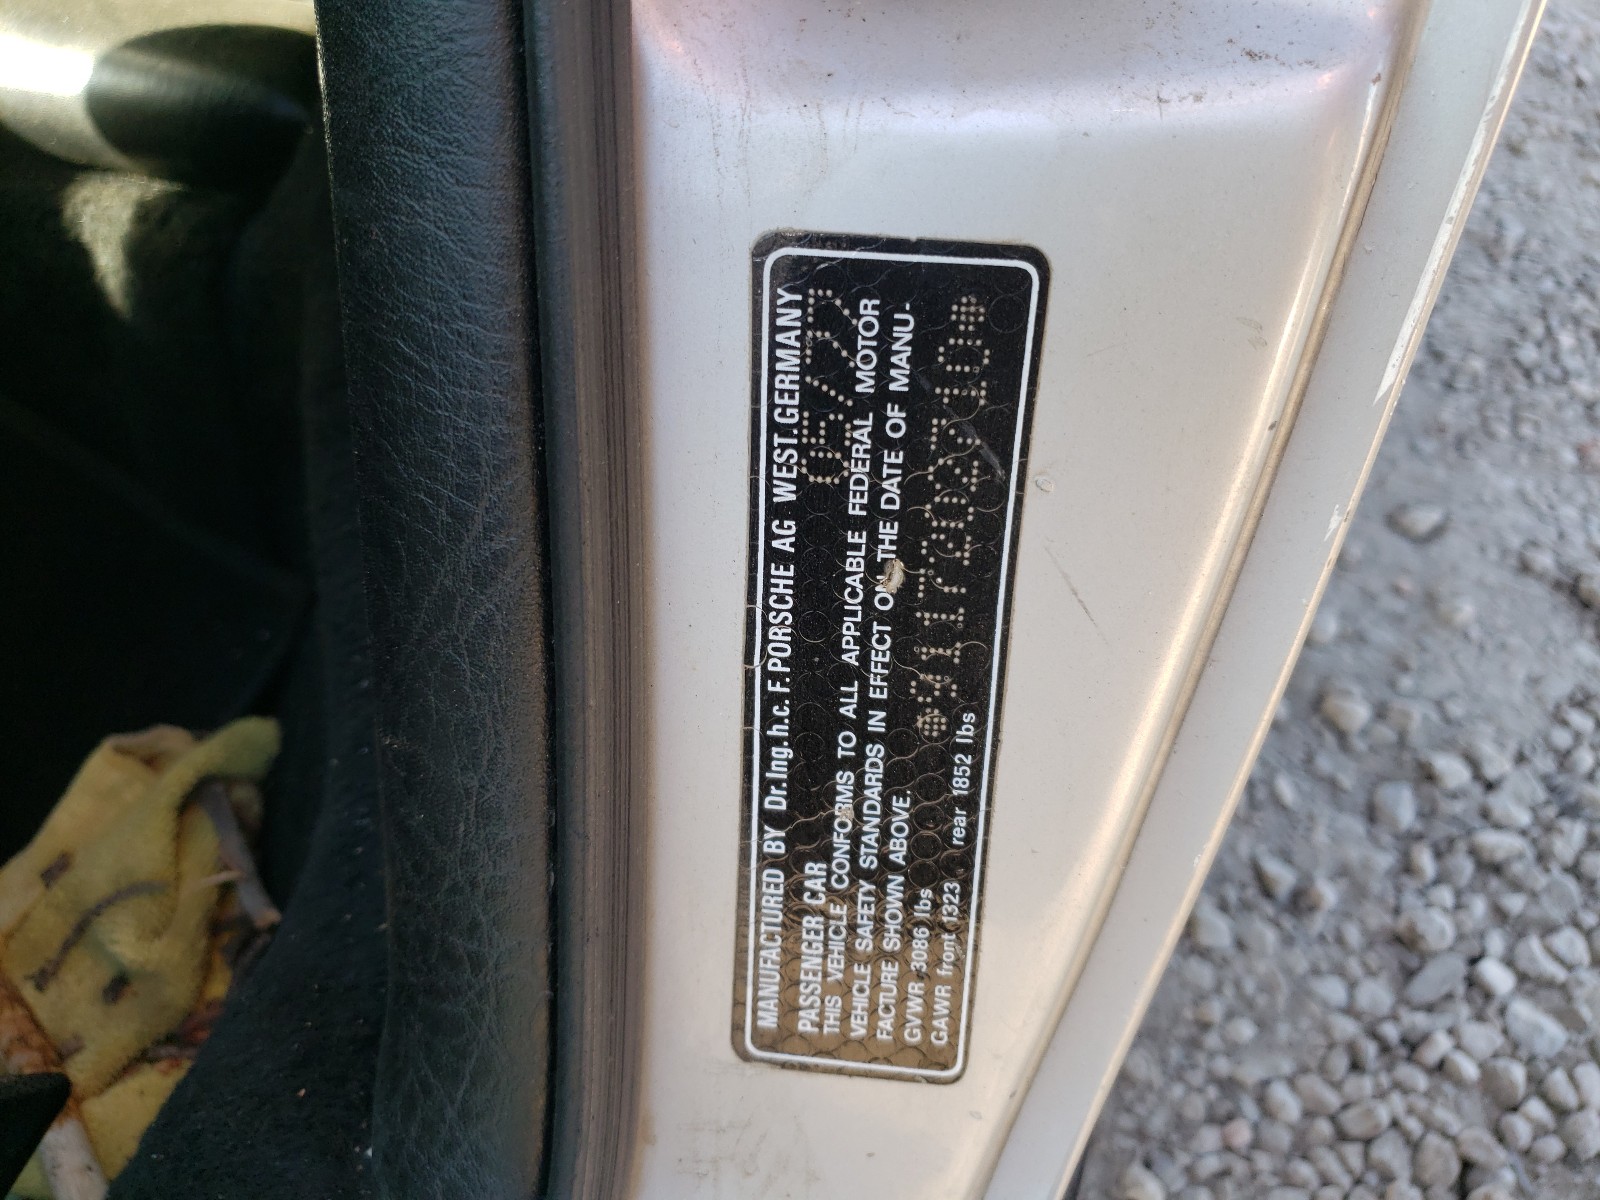 MANUFACTURED BY Dr.Ing.h.c. F. PORSCHE AG WEST.GERMANY
PASSENGER CAR 05/77
THIS VEHICLE CONFORMS TO ALL APPLICABLE FEDERAL MOTOR
VEHICLE SAFETY STANDARDS IN EFFECT ON THE DATE OF MANU-
FACTURE SHOWN ABOVE.
GVWR 3086 lbs
GAWR front 1323 rear 1852 lbs